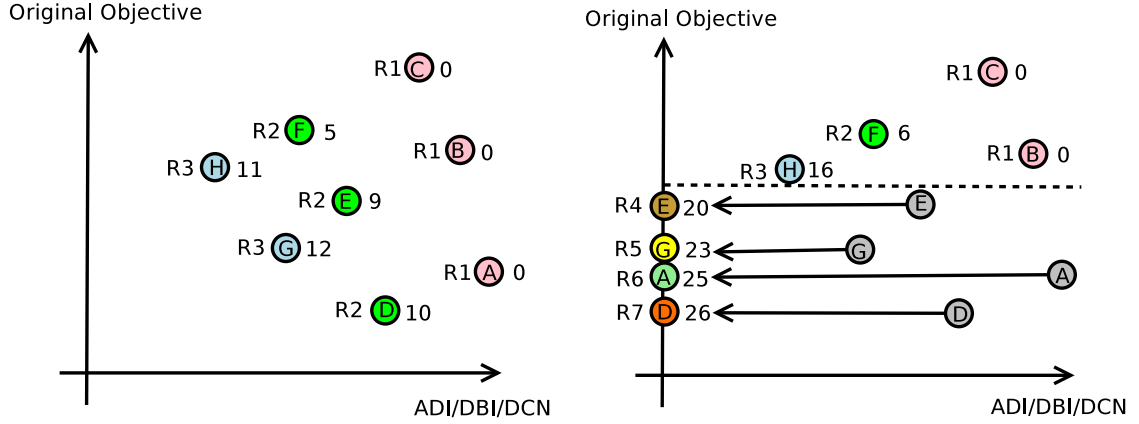 Original Objective
R1 C 0
R2 F 5
R1 B 0
R3 H 11
R2 E 9
R3 G 12
R1 A 0
R2 D 10
ADI/DBI/DCN
Original Objective
R1 C 0
R2 F 6
R1 B 0
R3 H 16
R4 E 20 E
R5 G 23 G
R6 A 25 A
R7 D 26 D
ADI/DBI/DCN